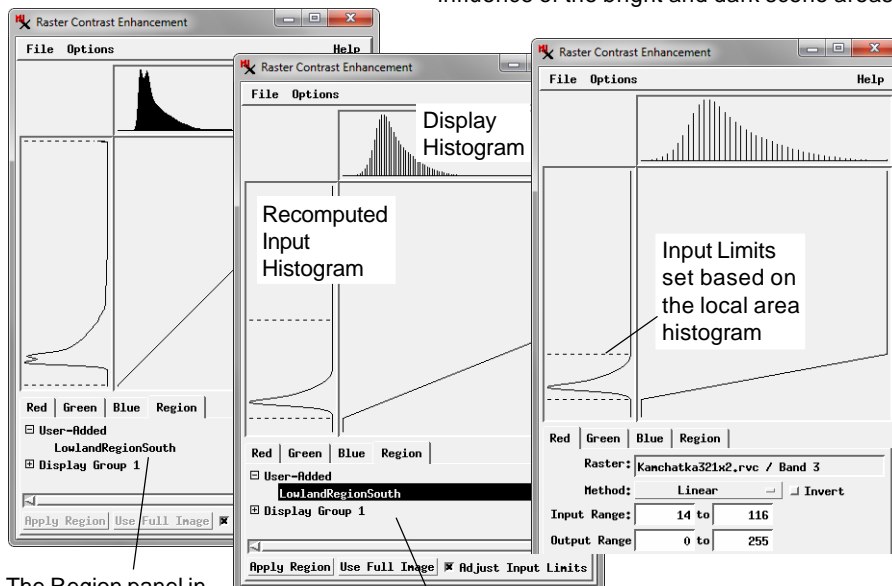 Influence of the bright and dark scene areas
Raster Contrast Enhancement
File Options Help
Red Green Blue Region
User-Added
LowlandRegionSouth
Display Group 1
Apply Region Use Full Image
The Region panel in
Raster Contrast Enhancement
File Options
Display
Histogram
Recomputed
Input
Histogram
Red Green Blue Region
User-Added
LowlandRegionSouth
Display Group 1
Apply Region Use Full Image Adjust Input Limits
Raster Contrast Enhancement
File Options Help
Input Limits
set based on
the local area
histogram
Red Green Blue Region
Raster: Kamchatka321x2.rvc / Band 3
Method: Linear Invert
Input Range: 14 to 116
Output Range 0 to 255